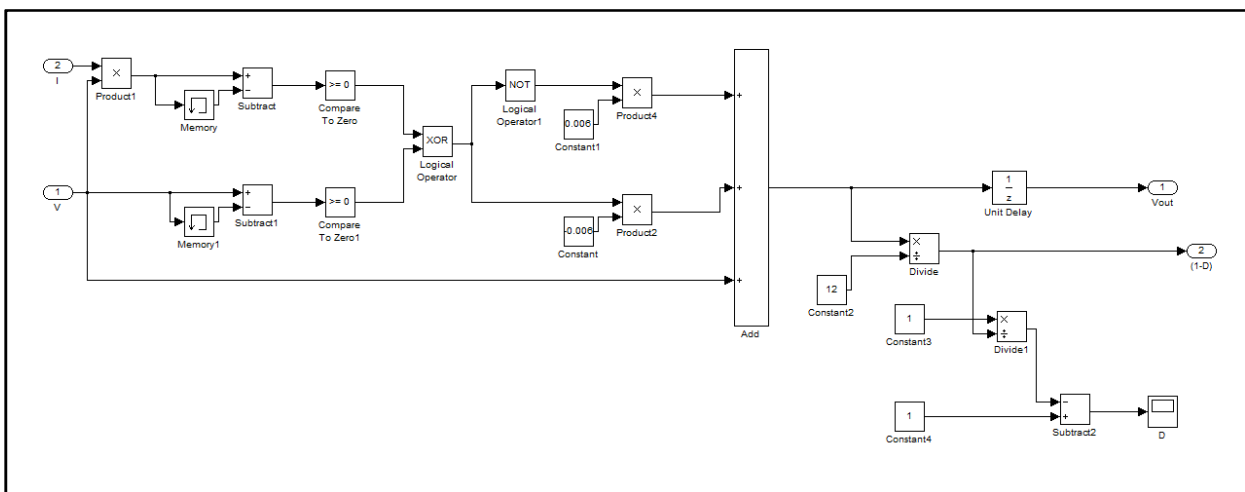 2
I
×
Product1
Memory
+
−
Subtract
>= 0
Compare
To Zero
XOR
Logical
Operator
NOT
Logical
Operator1
0.006
Constant1
×
Product4
1
V
Memory1
+
−
Subtract1
>= 0
Compare
To Zero1
-0.006
Constant
×
Product2
+
+
+
Add
1
z
Unit Delay
1
Vout
12
Constant2
×
÷
Divide
2
(1-D)
1
Constant3
×
÷
Divide1
1
Constant4
−
+
Subtract2
D